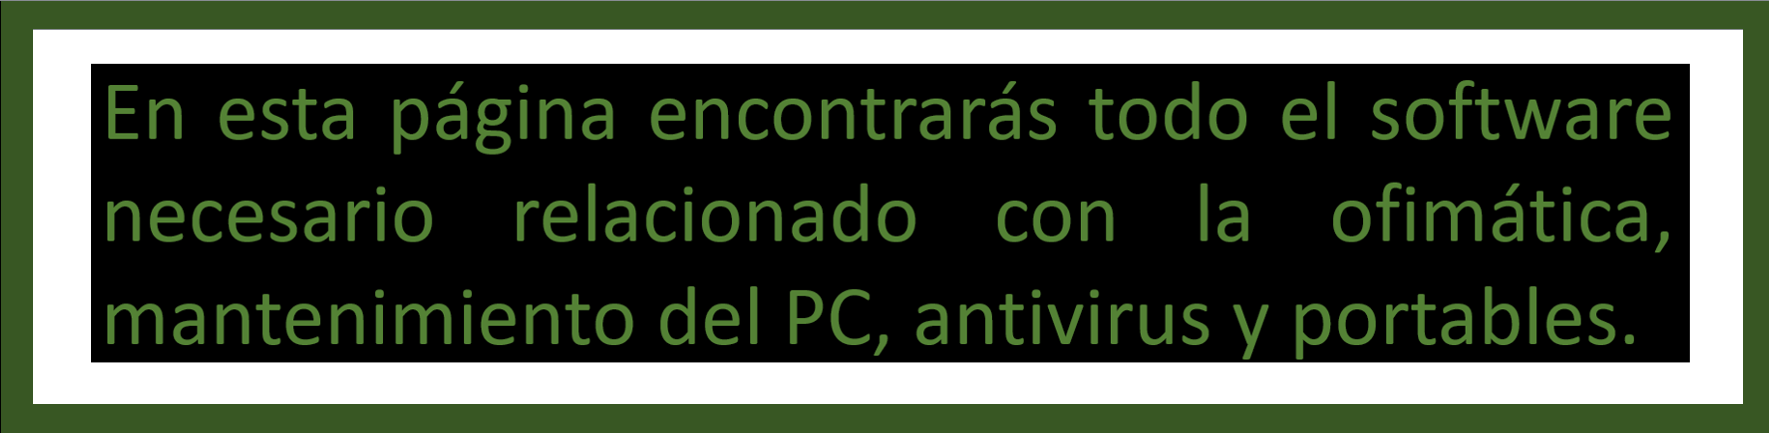 En esta página encontrarás todo el software
necesario relacionado con la ofimática,
mantenimiento del PC, antivirus y portables.